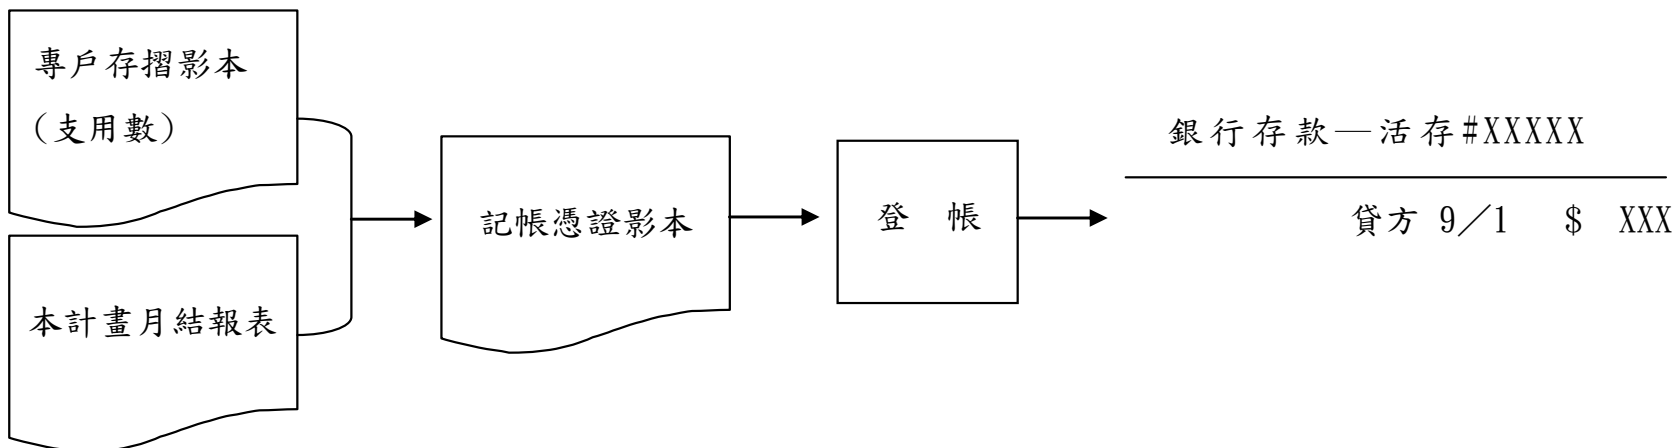 專戶存摺影本
(支用數)
本計畫月結報表
記帳憑證影本
登　帳
銀行存款—活存#XXXXX
貸方 9／1　$　XXX